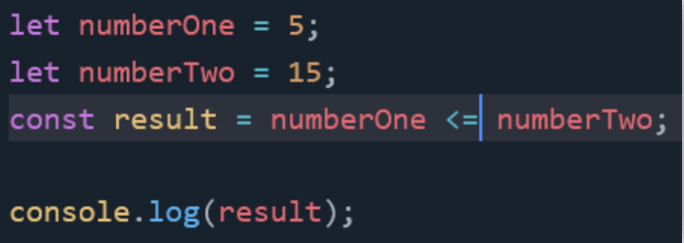 let numberOne = 5;
let numberTwo = 15;
const result = numberOne <= numberTwo;
console.log(result);